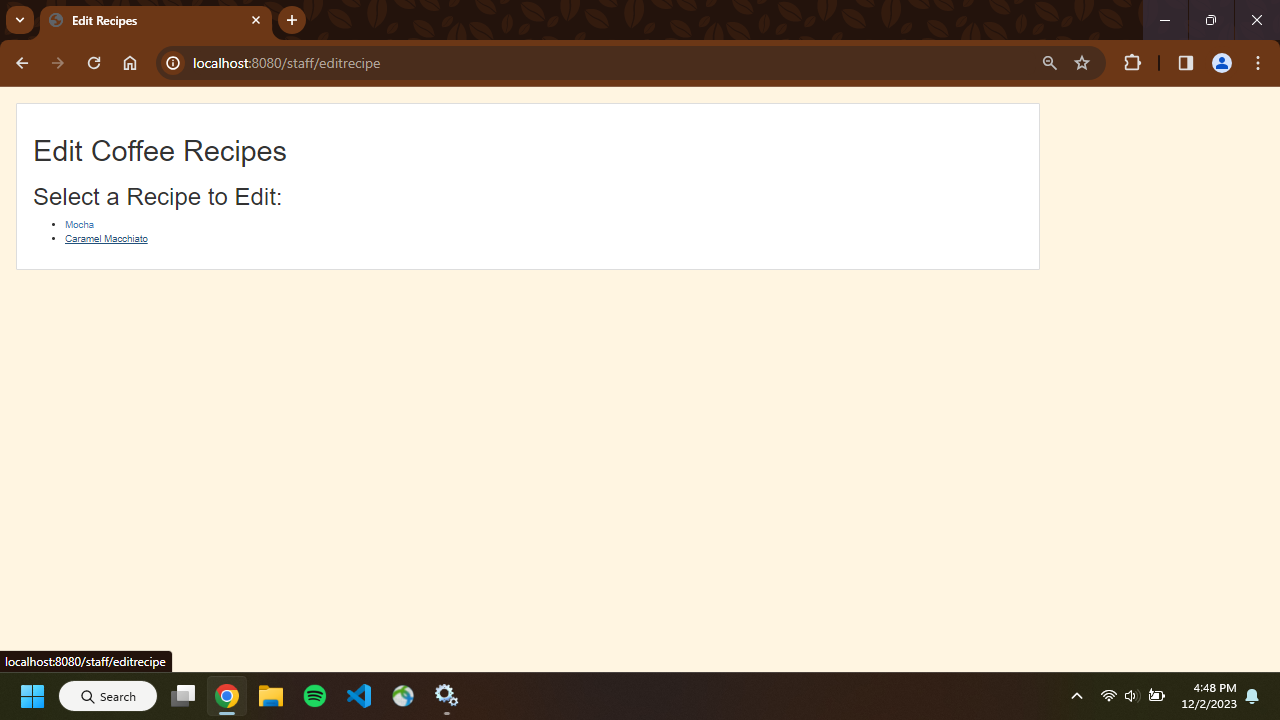 Edit Recipes
localhost:8080/staff/editrecipe
Edit Coffee Recipes
Select a Recipe to Edit:
Mocha
Caramel Macchiato
localhost:8080/staff/editrecipe
Search
4:48 PM
12/2/2023